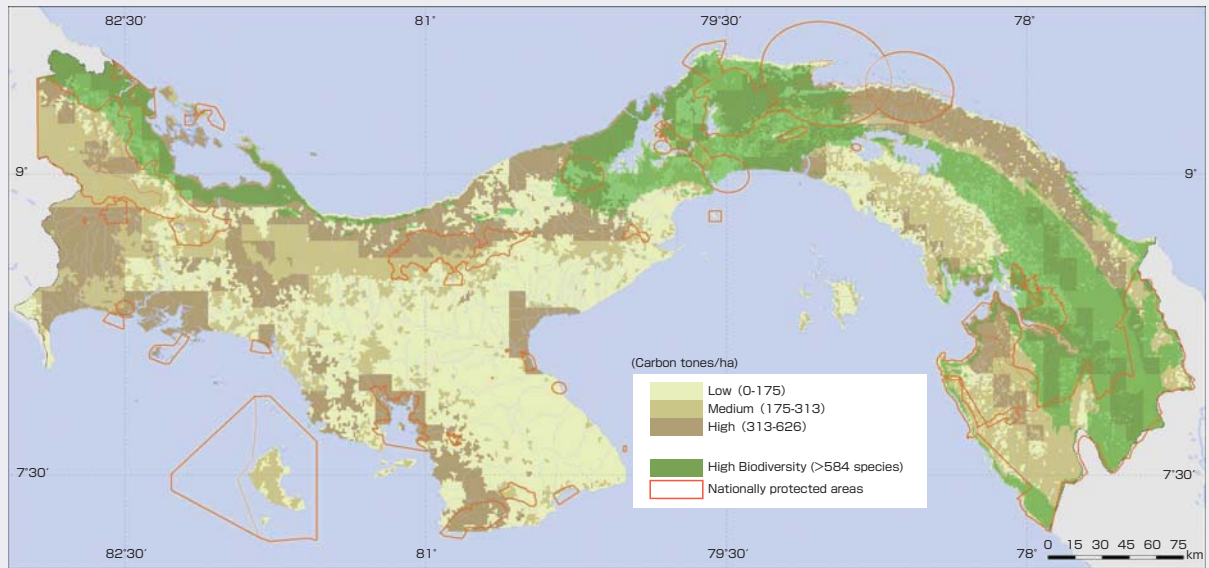 82˚30′ 81˚ 79˚30′ 78˚
9˚ 9˚
(Carbon tones/ha)
Low (0-175)
Medium (175-313)
High (313-626)
High Biodiversity (>584 species)
Nationally protected areas
7˚30′ 7˚30′
82˚30′ 81˚ 79˚30′ 78˚
0 15 30 45 60 75
km